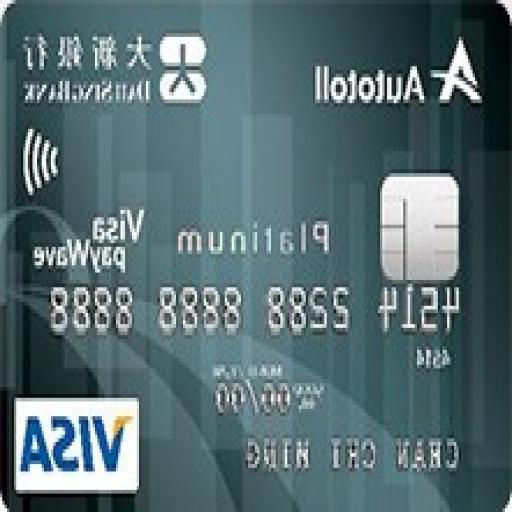 Autotoll
大新銀行
DAH SING BANK
Platinum
Visa
payWave
4514 2288 8888 8888
4514
00/00
CHAN CHI MING
VISA